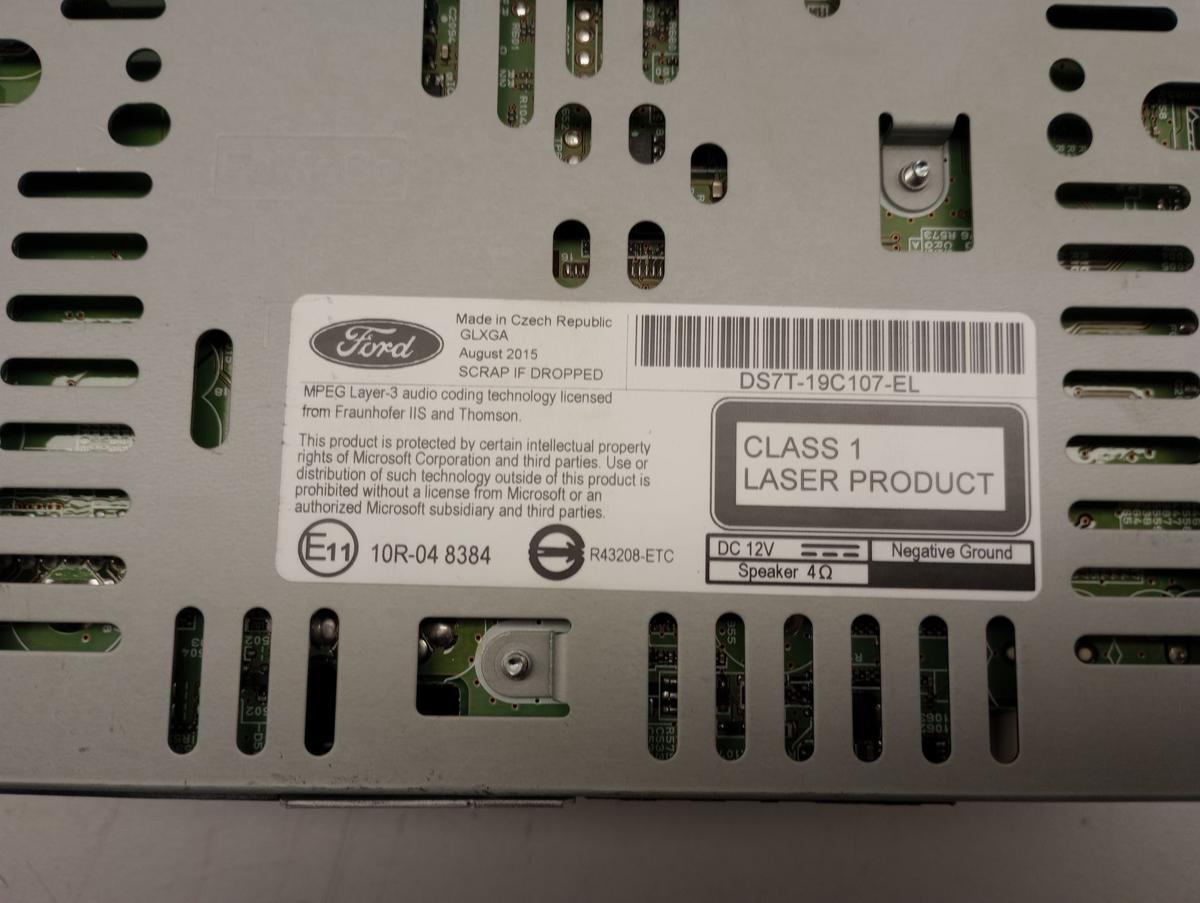 Ford
Made in Czech Republic
GLXGA
August 2015
SCRAP IF DROPPED
MPEG Layer-3 audio coding technology licensed
from Fraunhofer IIS and Thomson.
This product is protected by certain intellectual property
rights of Microsoft Corporation and third parties. Use or
distribution of such technology outside of this product is
prohibited without a license from Microsoft or an
authorized Microsoft subsidiary and third parties.
E11 10R-04 8384
R43208-ETC
DS7T-19C107-EL
CLASS 1
LASER PRODUCT
DC 12V
Negative Ground
Speaker 4Ω